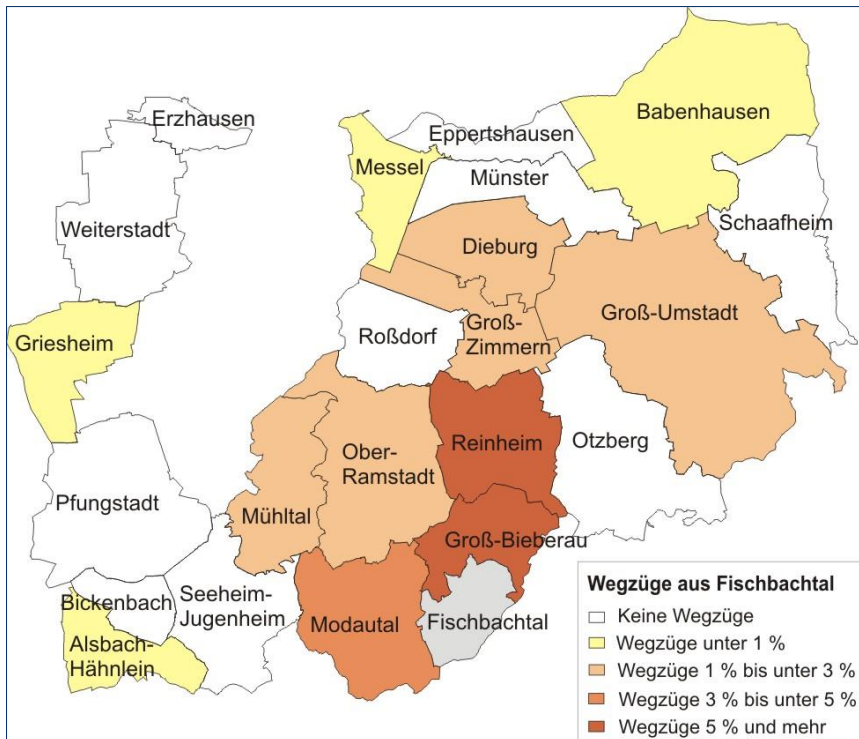 Erzhausen
Eppertshausen
Babenhausen
Messel
Münster
Weiterstadt
Schaafheim
Dieburg
Griesheim
Roßdorf
Groß-
Zimmern
Groß-Umstadt
Reinheim
Otzberg
Ober-
Ramstadt
Pfungstadt
Mühltal
Groß-Bieberau
Bickenbach
Seeheim-
Jugenheim
Modautal
Fischbachtal
Alsbach-
Hähnlein
Wegzüge aus Fischbachtal
Keine Wegzüge
Wegzüge unter 1 %
Wegzüge 1 % bis unter 3 %
Wegzüge 3 % bis unter 5 %
Wegzüge 5 % und mehr